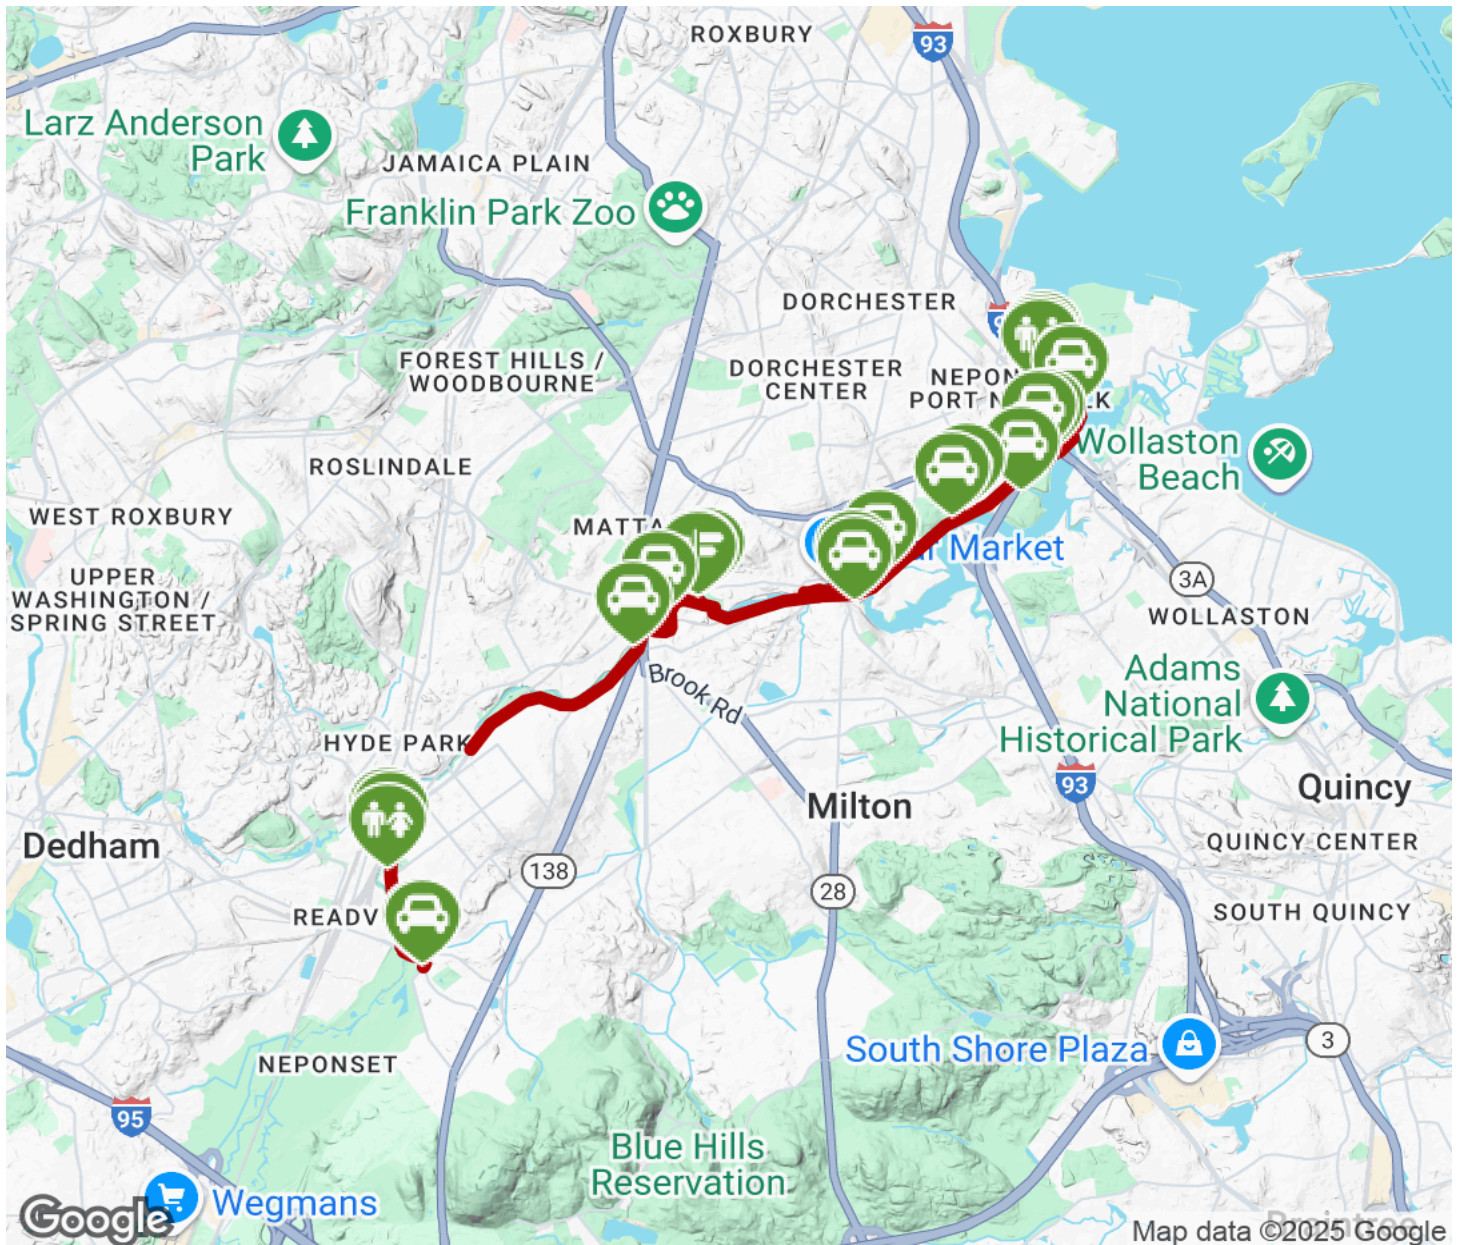 ROXBURY
93
Larz Anderson
Park
JAMAICA PLAIN
Franklin Park Zoo
DORCHESTER
FOREST HILLS /
WOODBOURNE
DORCHESTER
CENTER
NEPON
PORT N
K
Wollaston
Beach
ROSLINDALE
WEST ROXBURY
MATTA
Market
3A
UPPER
WASHINGTON /
SPRING STREET
WOLLASTON
Brook Rd
Adams
National
Historical Park
HYDE PARK
93
Quincy
Milton
Dedham
QUINCY CENTER
138
28
READV
SOUTH QUINCY
South Shore Plaza
3
NEPONSET
95
Blue Hills
Reservation
Wegmans
Google
Map data ©2025 Google